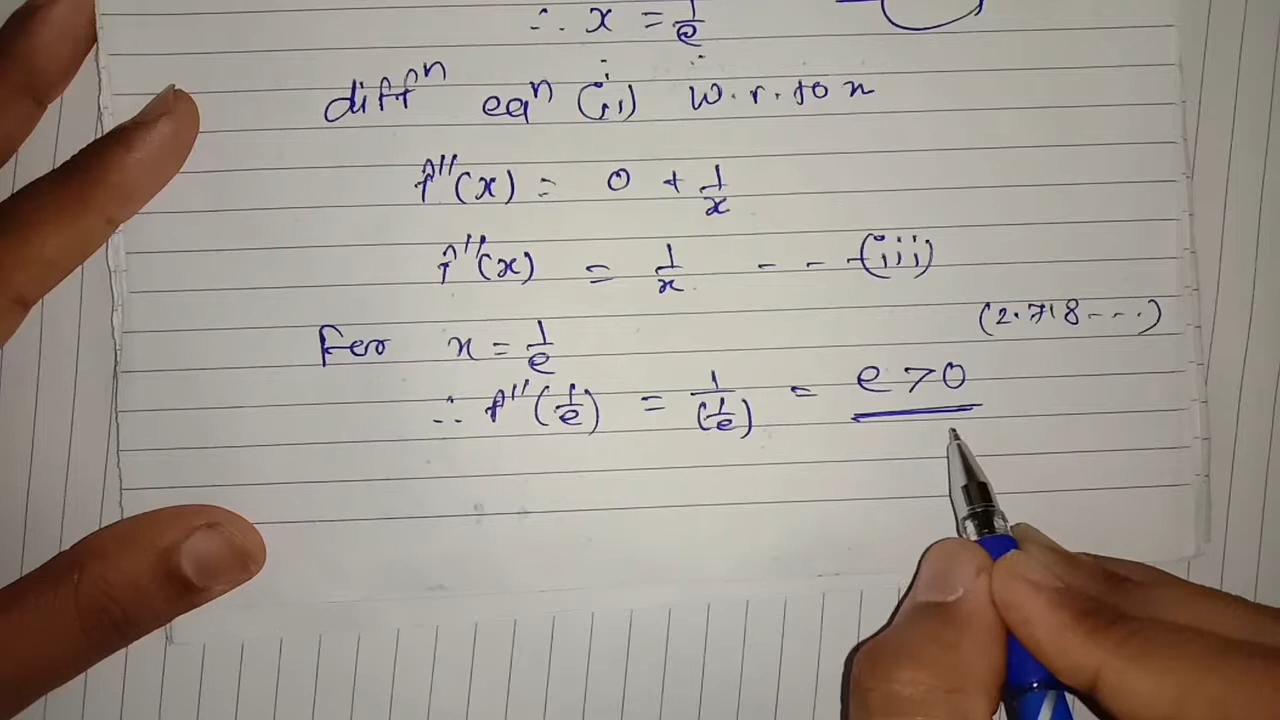 ∴ x = 1/e
diffⁿ eqⁿ (ii) w.r.to x
f''(x) = 0 + 1/x
f''(x) = 1/x - - (iii)
For x = 1/e
(2.718---)
∴ f''(1/e) = 1/(1/e) = e > 0